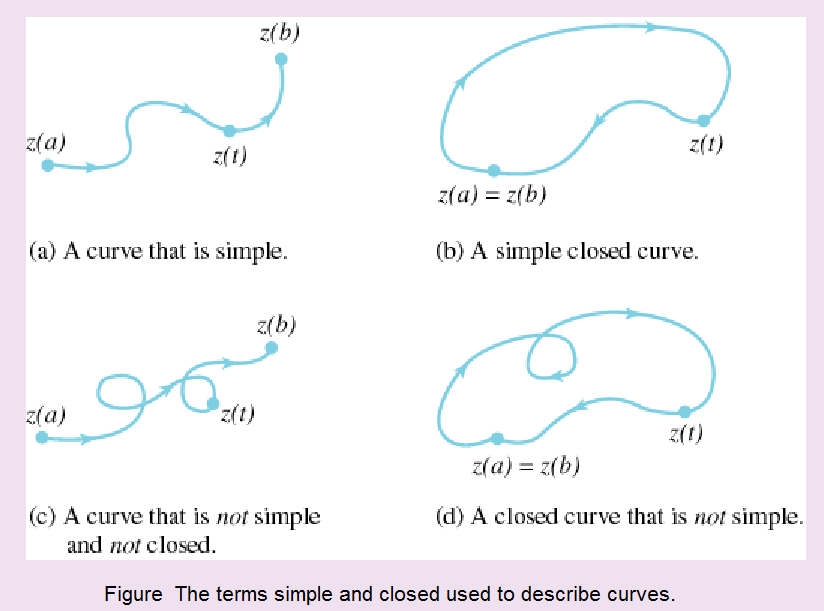 z(b)
z(a)
z(t)
z(t)
z(a) = z(b)
(a) A curve that is simple.
(b) A simple closed curve.
z(b)
z(a)
z(t)
z(t)
z(a) = z(b)
(c) A curve that is not simple
and not closed.
(d) A closed curve that is not simple.
Figure The terms simple and closed used to describe curves.